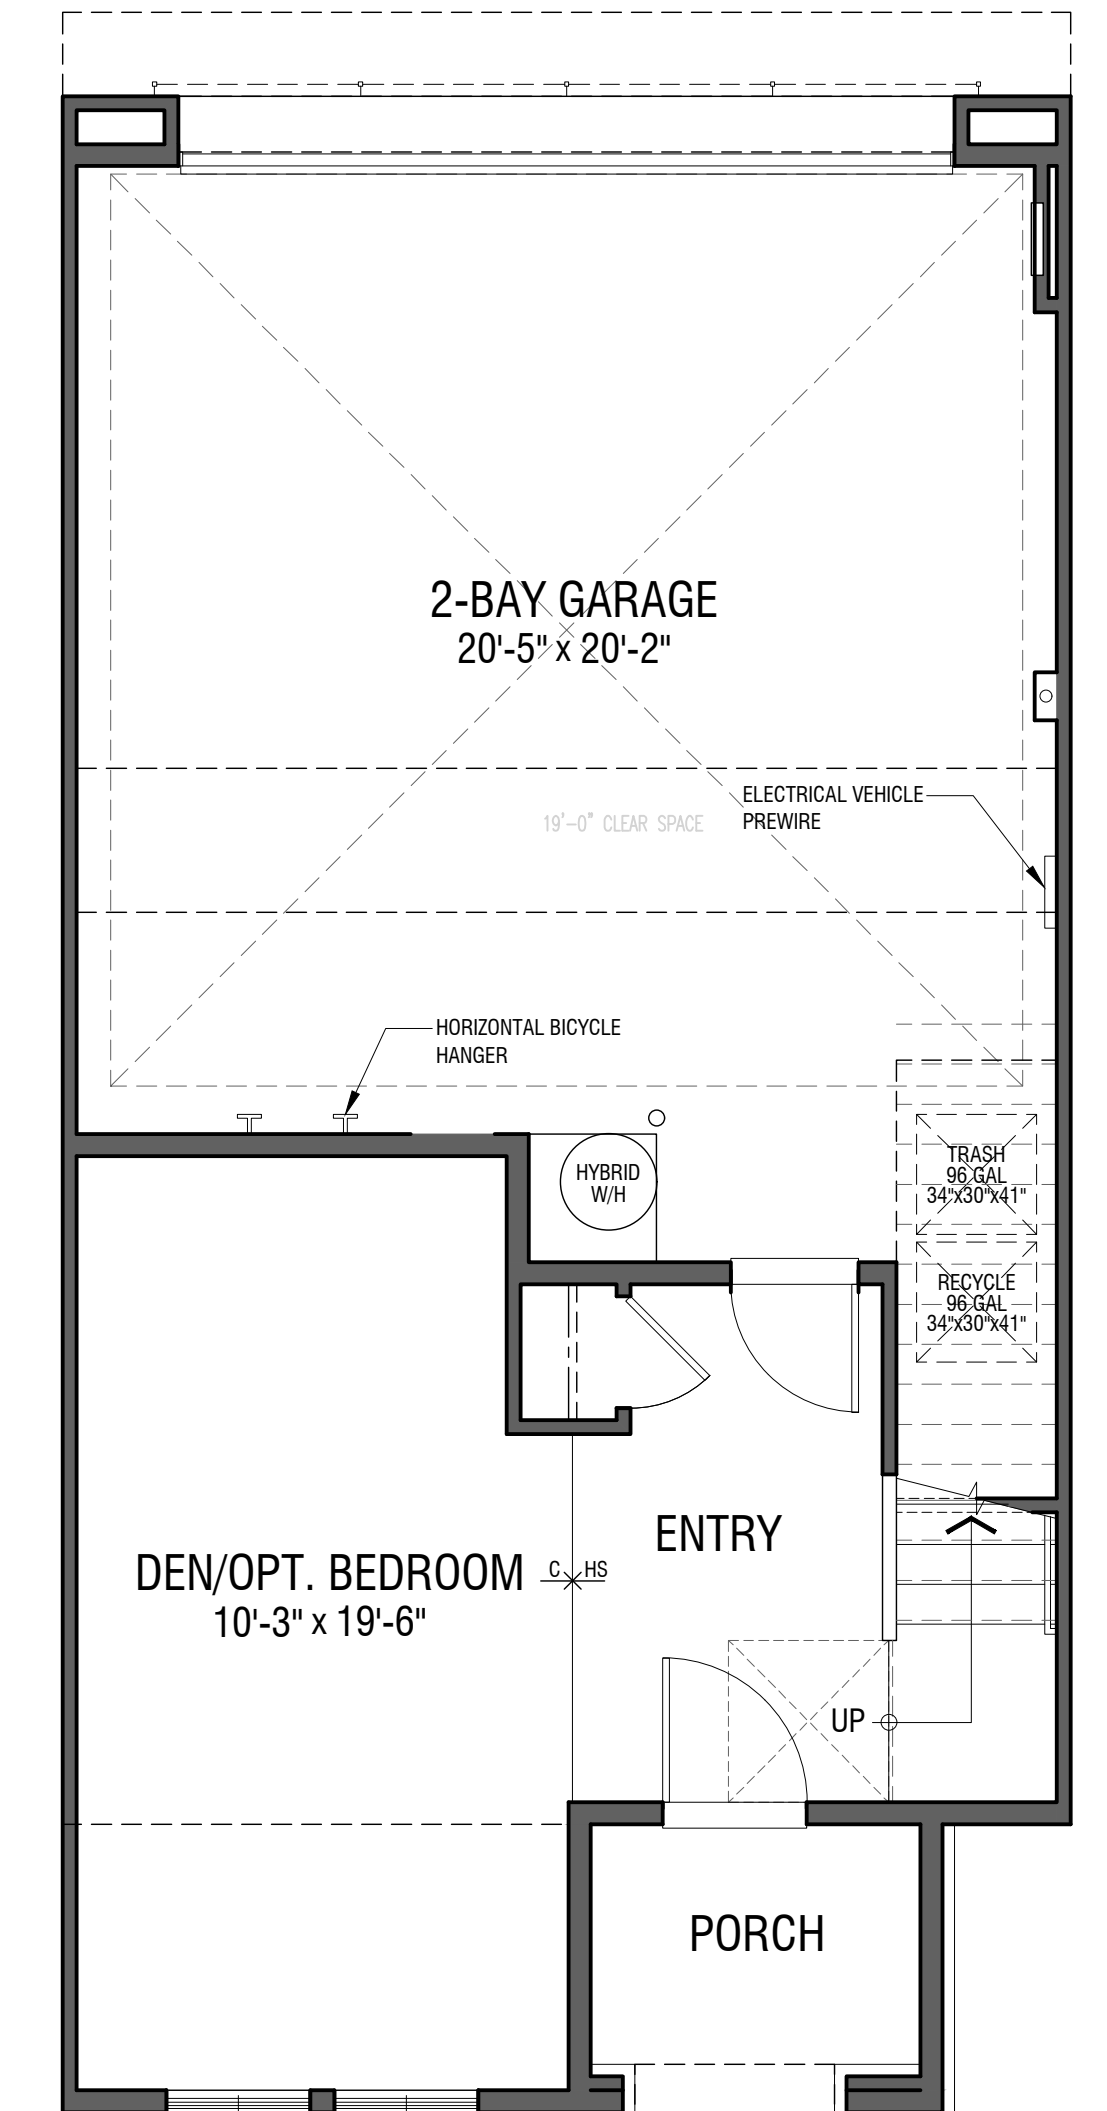 2-BAY GARAGE
20'-5" x 20'-2"
ELECTRICAL VEHICLE
PREWIRE
19'-0" CLEAR SPACE
HORIZONTAL BICYCLE
HANGER
HYBRID
W/H
TRASH
96 GAL
34"x30"x41"
RECYCLE
96 GAL
34"x30"x41"
ENTRY
DEN/OPT. BEDROOM
10'-3" x 19'-6"
C HS
UP
PORCH